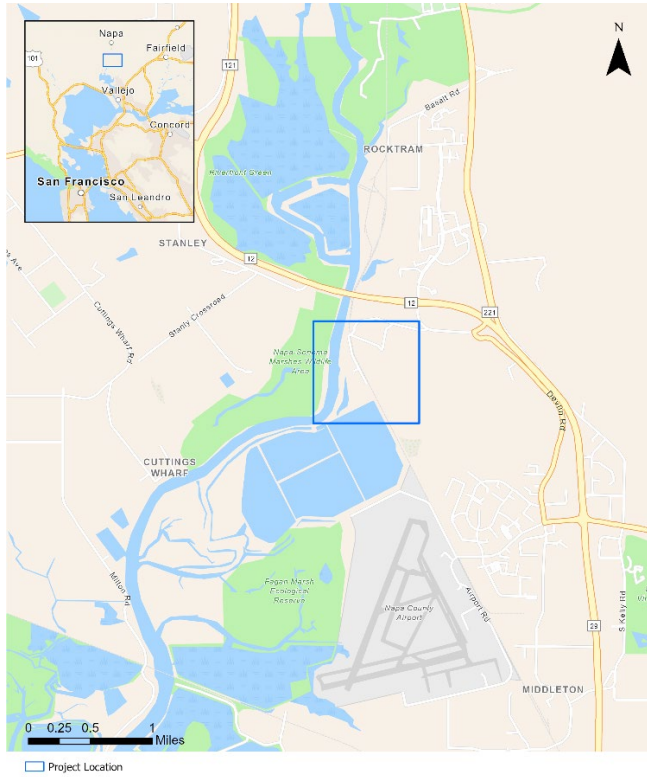 Napa
Fairfield
101
Vallejo
Concord
San Francisco
San Leandro
N
121
Basalt Rd
ROCKTRAM
STANLEY
12
12
221
Cuttings Wharf Rd
Stanly Crossroad
Napa Sonoma
Marshes Wildlife
Area
Devlin Rd
CUTTINGS
WHARF
Milton Rd
Fagan Marsh
Ecological
Reserve
Napa County
Airport
Airport Rd
S Kelly Rd
29
MIDDLETON
0 0.25 0.5 1
Miles
Project Location